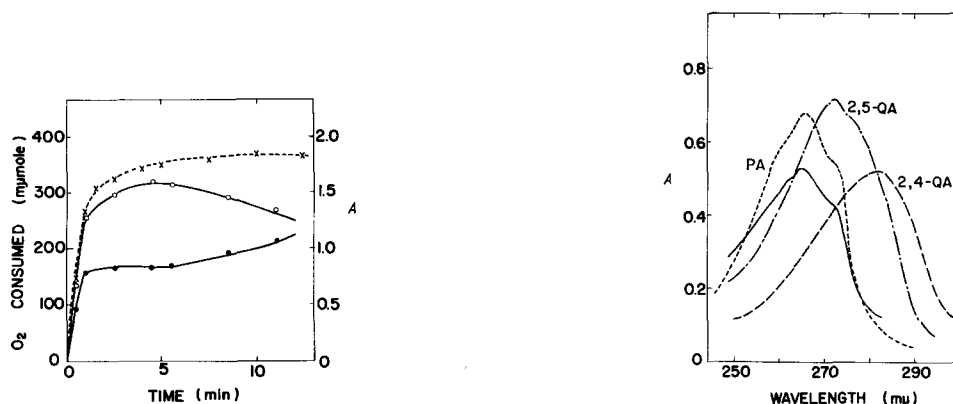 O₂ CONSUMED (mµmole)
400
300
200
100
0
2.0
1.5
1.0
0.5
0
A
0 5 10
TIME (min)
A
0.8
0.6
0.4
0.2
0
PA
2,5-QA
2,4-QA
250 270 290
WAVELENGTH (mµ)